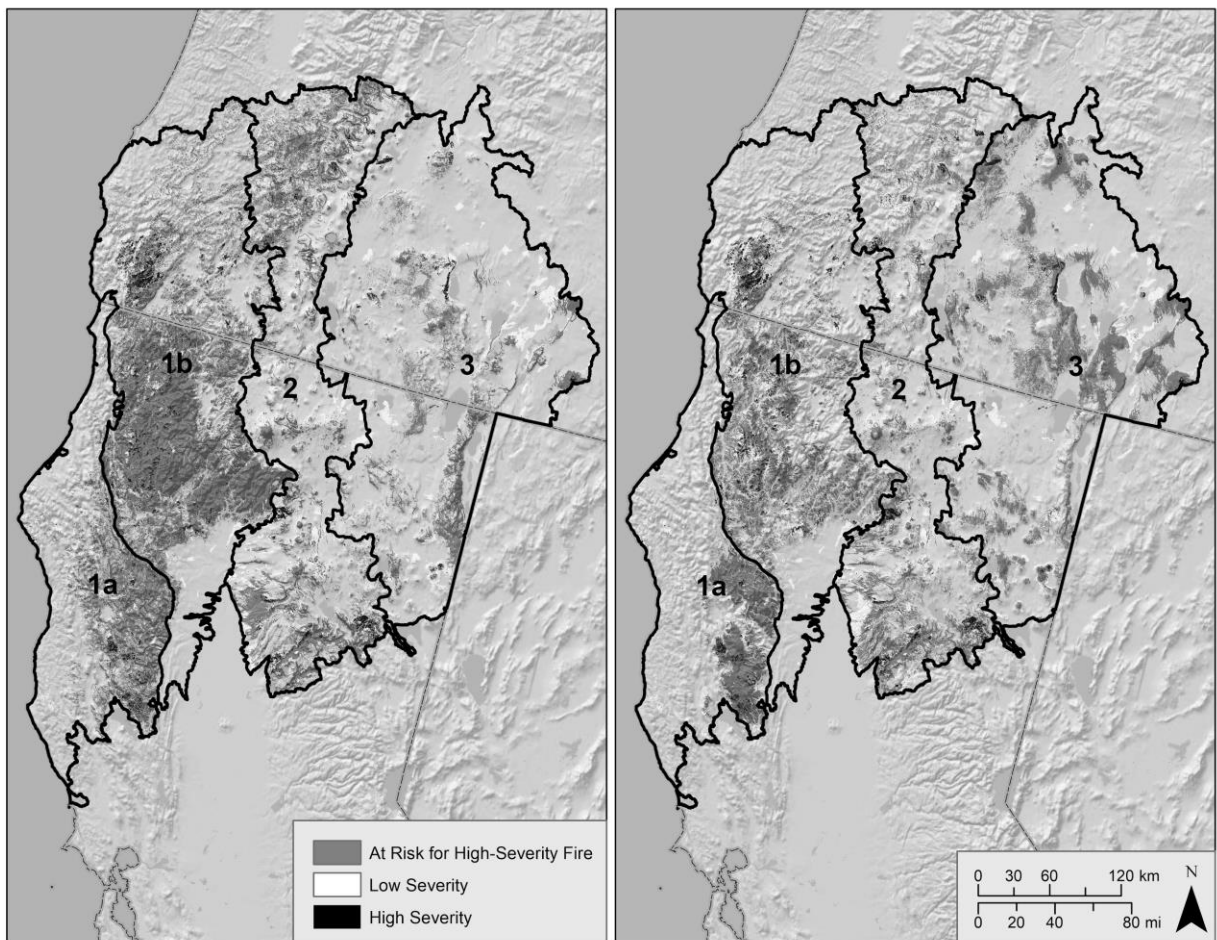 1b
2
3
1a
At Risk for High-Severity Fire
Low Severity
High Severity
1b
2
3
1a
0 30 60 120 km
0 20 40 80 mi
N